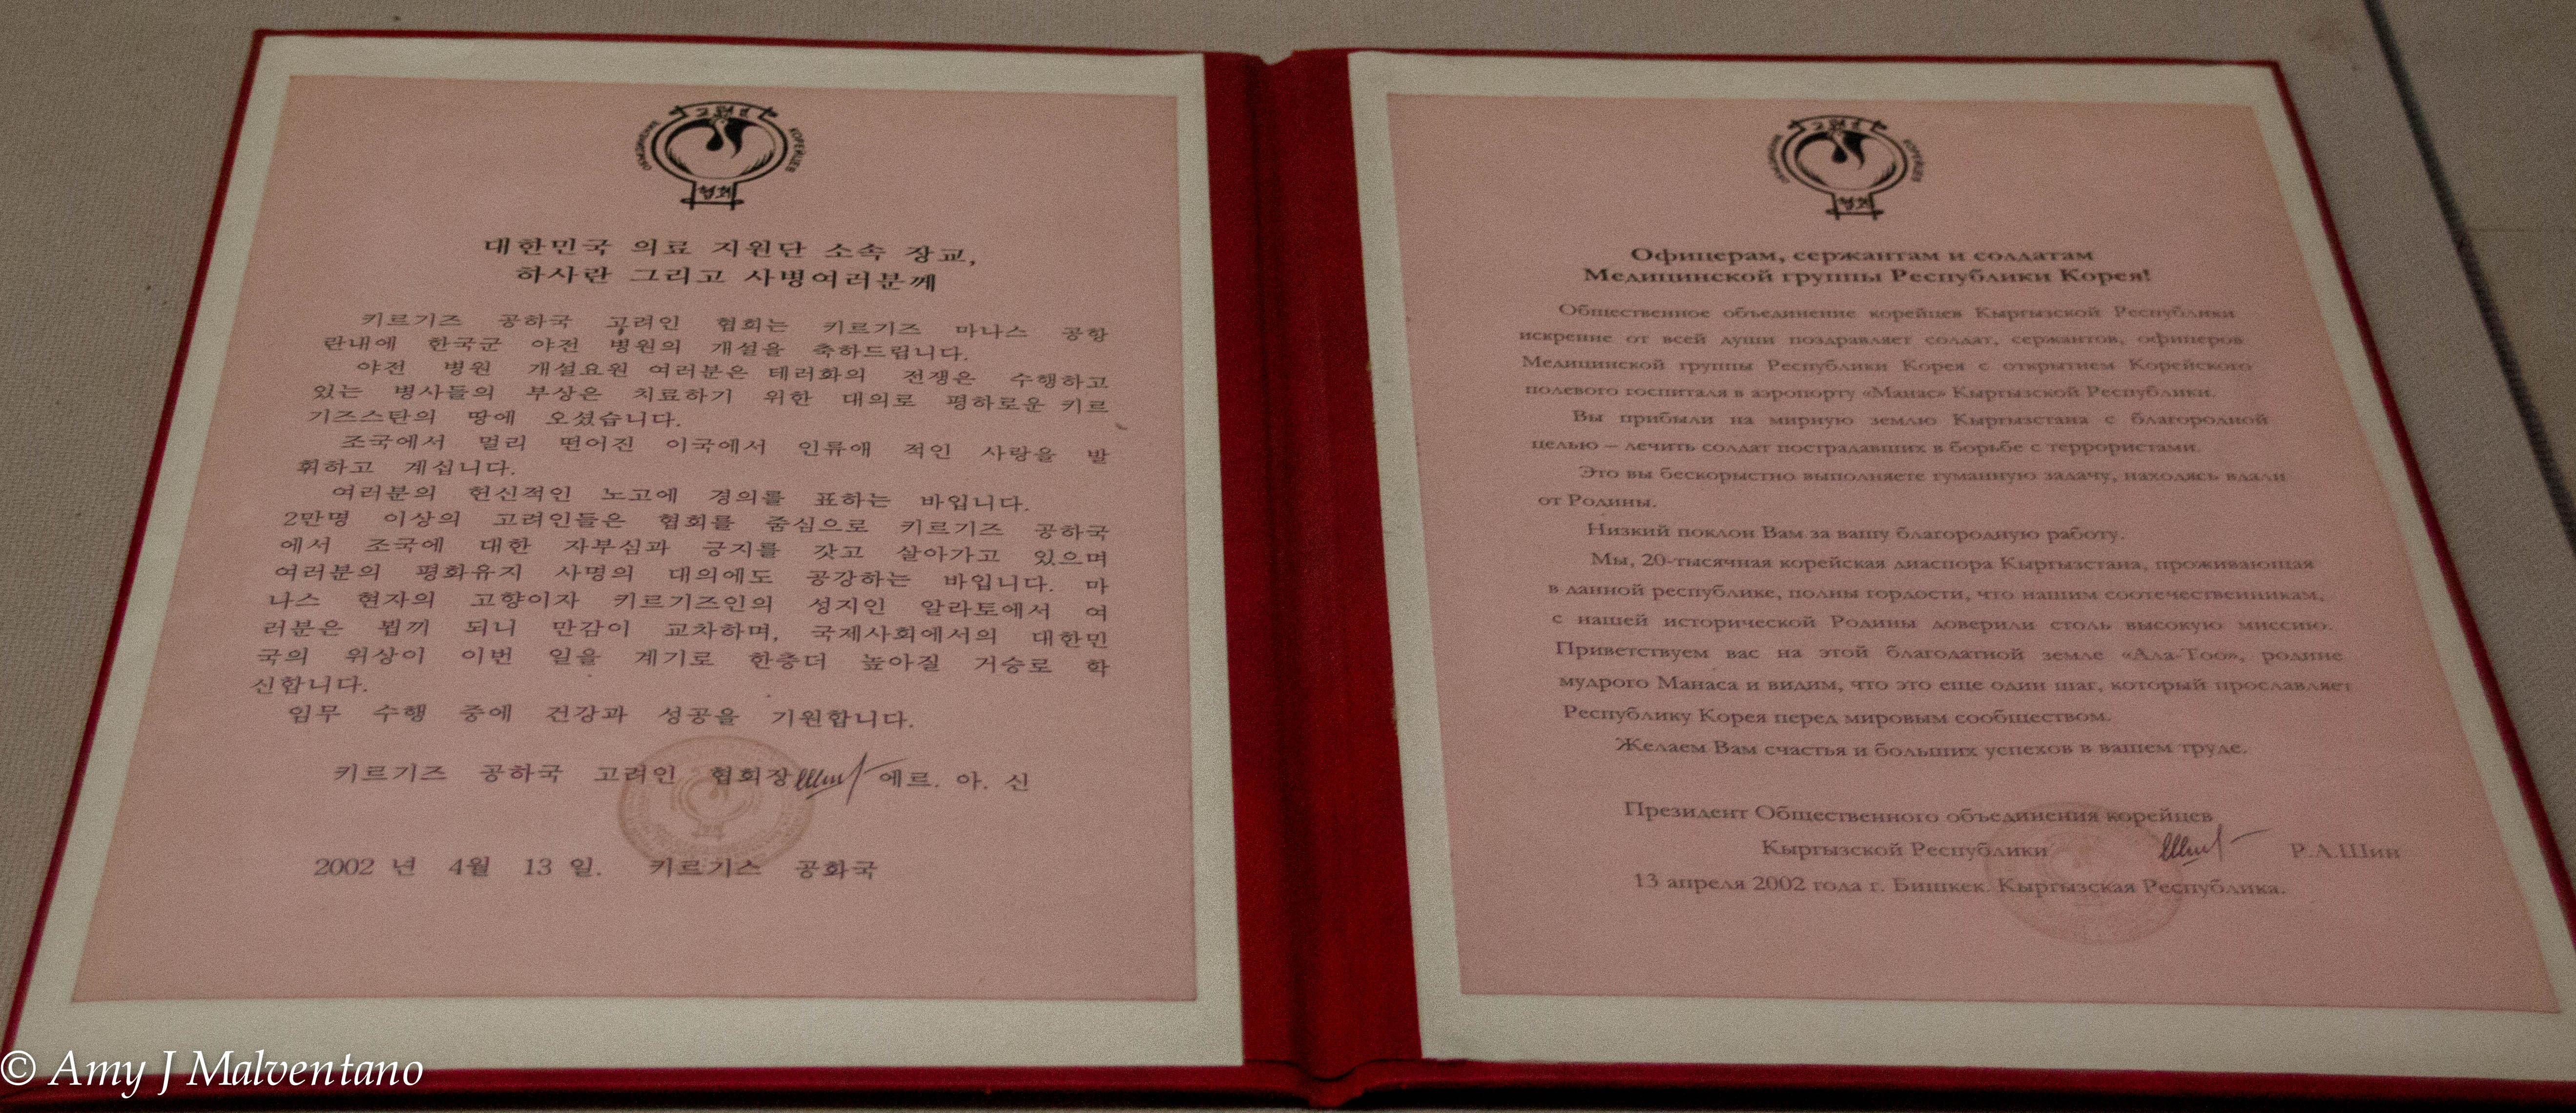 고려인
ОБЪЕДИНЕНИЕ
КОРЕЙЦЕВ
협회
대한민국 의료 지원단 소속 장교,
하사란 그리고 사병여러분께
키르기즈 공하국 고려인 협회는 키르기즈 마나스 공항
란내에 한국군 야전 병원의 개설을 축하드립니다.
야전 병원 개설요원 여러분은 테러화의 전쟁은 수행하고
있는 병사들의 부상은 치료하기 위한 대의로 평하로운 키르
기즈스탄의 땅에 오셨습니다.
조국에서 멀리 떤어진 이국에서 인류애 적인 사랑을 발
휘하고 계십니다.
여러분의 헌신적인 노고에 경의를 표하는 바입니다.
2만명 이상의 고려인들은 협회를 줌심으로 키르기즈 공하국
에서 조국에 대한 자부심과 긍지를 갓고 살아가고 있으며
여러분의 평화유지 사명의 대의에도 공강하는 바입니다. 마
나스 현자의 고향이자 키르기즈인의 성지인 알라토에서 여
러분은 뵙끼 되니 만감이 교차하며, 국제사회에서의 대한민
국의 위상이 이번 일을 계기로 한층더 높아질 거승로 학
신합니다.
임무 수행 중에 건강과 성공을 기원합니다.
키르기즈 공하국 고려인 협회장 에르. 아. 신
2002 년 4월 13 일. 키르기스 공화국
고려인
КОРЕЙЦЕВ
협회
Офицерам, сержантам и солдатам
Медицинской группы Республики Корея!
Общественное объединение корейцев Кыргызской Республики
искренне от всей души поздравляет солдат, сержантов, офицеров
Медицинской группы Республики Корея с открытием Корейского
полевого госпиталя в аэропорту «Манас» Кыргызской Республики.
Вы прибыли на мирную землю Кыргызстана с благородной
целью – лечить солдат пострадавших в борьбе с террористами.
Это вы бескорыстно выполняете гуманную задачу, находясь вдали
от Родины.
Низкий поклон Вам за вашу благородную работу.
Мы, 20-тысячная корейская диаспора Кыргызстана, проживающая
в данной республике, полны гордости, что нашим соотечественникам,
с нашей исторической Родины доверили столь высокую миссию.
Приветствуем вас на этой благодатной земле «Ала-Тоо», родине
мудрого Манаса и видим, что это еще один шаг, который прославляет
Республику Корея перед мировым сообществом.
Желаем Вам счастья и больших успехов в вашем труде.
Президент Общественного объединения корейцев
Кыргызской Республики Р.А.Шин
13 апреля 2002 года г. Бишкек. Кыргызская Республика.
© Amy J Malventano